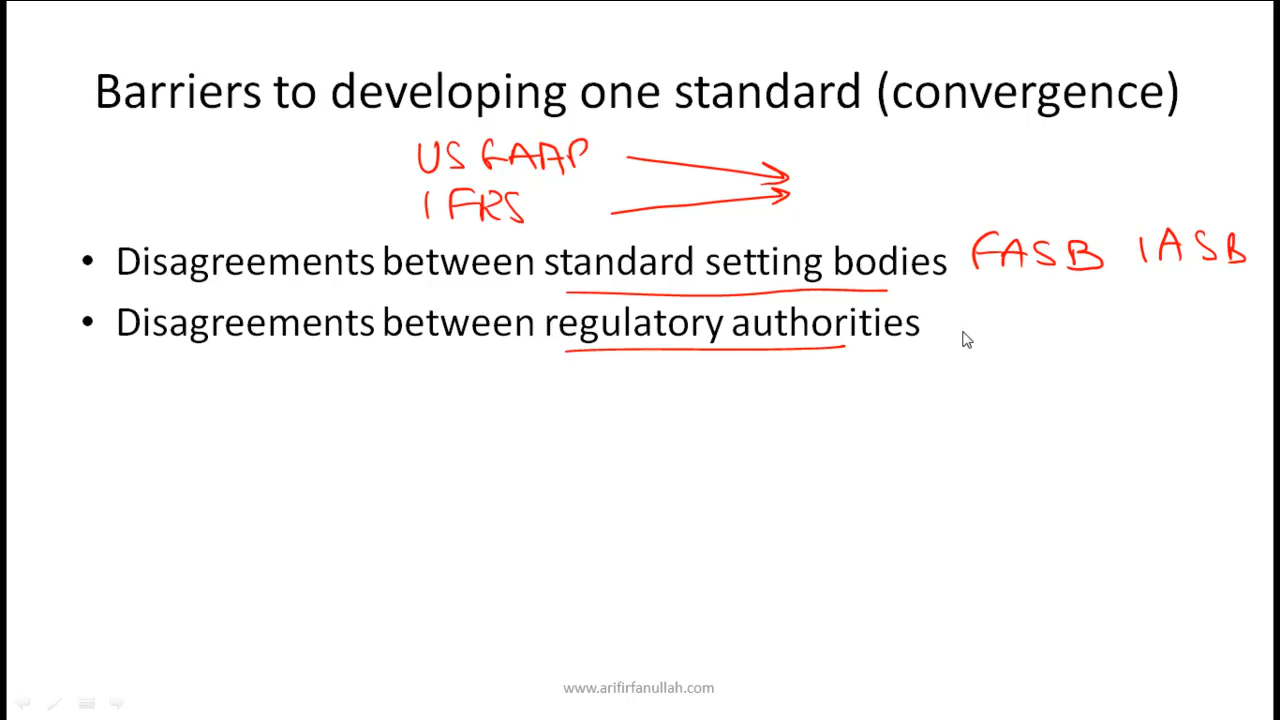 Barriers to developing one standard (convergence)
US GAAP
IFRS
• Disagreements between standard setting bodies FASB IASB
• Disagreements between regulatory authorities
www.arifirfanullah.com